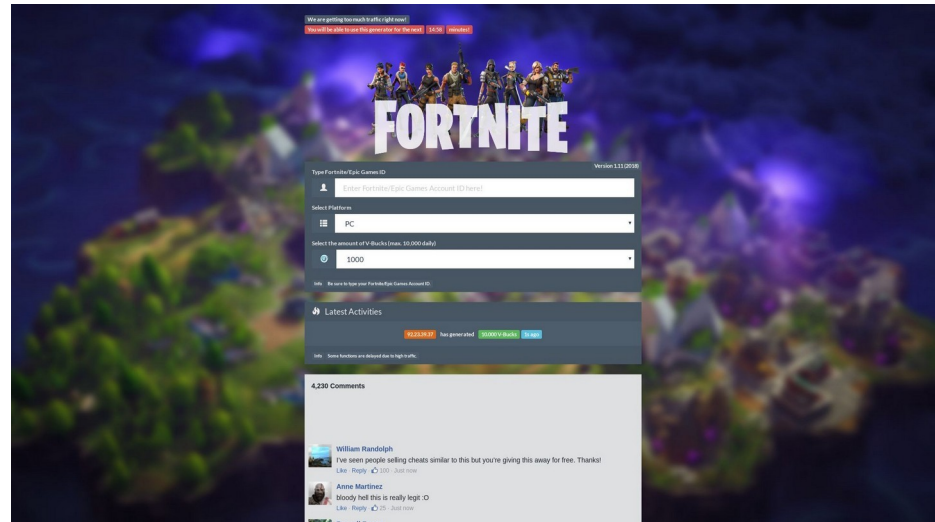 We are getting too much traffic right now!
You will be able to use this generator for the next 14:58 minutes!
FORTNITE
Version 1.11 (2018)
Type Fortnite/Epic Games ID
Enter Fortnite/Epic Games Account ID here!
Select Platform
PC
Select the amount of V-Bucks (max. 10.000 daily)
1000
Info Be sure to type your Fortnite/Epic Games Account ID.
Latest Activities
has generated 10.000 V-Bucks
Info Some functions are delayed due to high traffic.
4,230 Comments
William Randolph
I've seen people selling cheats similar to this but you're giving this away for free. Thanks!
Like · Reply · 100 · Just now
Anne Martinez
bloody hell this is really legit :O
Like · Reply · 25 · Just now